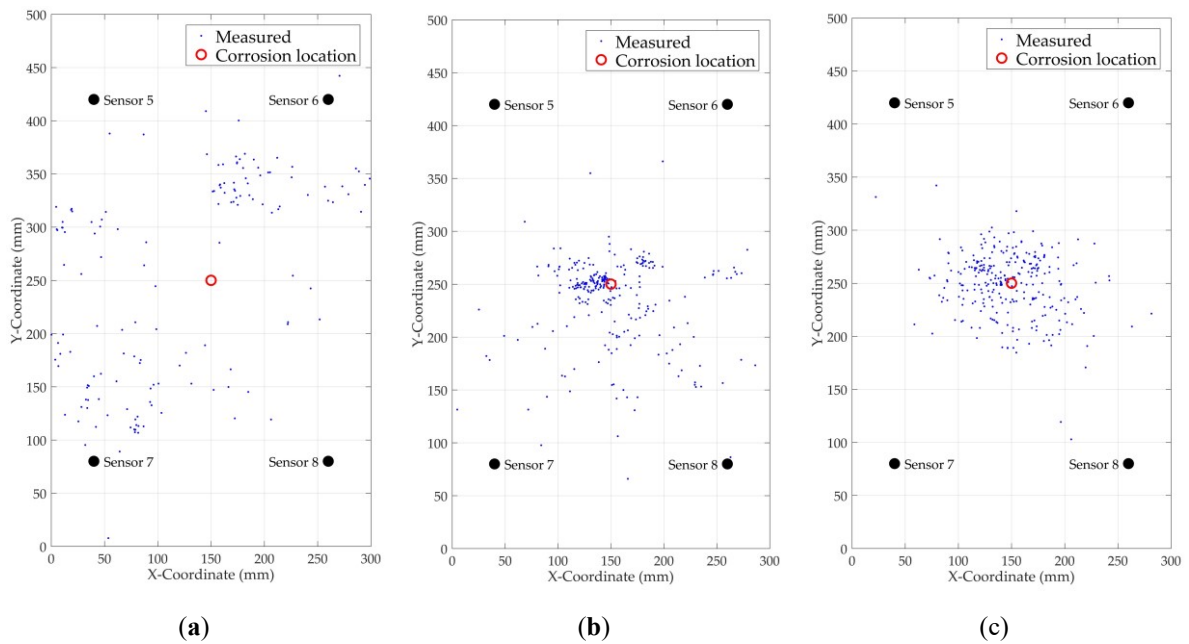 500
450
400
350
300
250
200
150
100
50
0
0 50 100 150 200 250 300
Y-Coordinate (mm)
X-Coordinate (mm)
Measured
Corrosion location
Sensor 5
Sensor 6
Sensor 7
Sensor 8
(a)
500
450
400
350
300
250
200
150
100
50
0
0 50 100 150 200 250 300
Y-Coordinate (mm)
X-Coordinate (mm)
Measured
Corrosion location
Sensor 5
Sensor 6
Sensor 7
Sensor 8
(b)
500
450
400
350
300
250
200
150
100
50
0
0 50 100 150 200 250 300
Y-Coordinate (mm)
X-Coordinate (mm)
Measured
Corrosion location
Sensor 5
Sensor 6
Sensor 7
Sensor 8
(c)